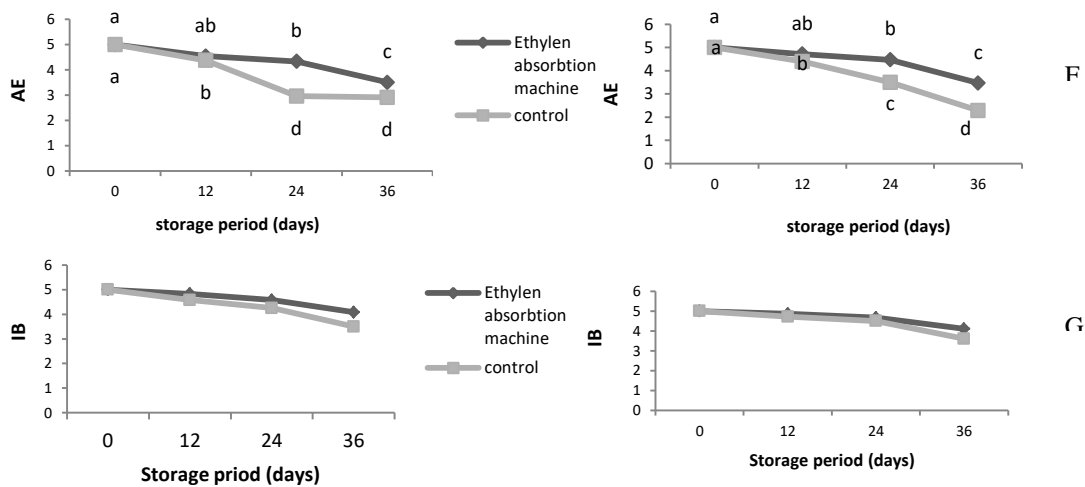 6
5
4
3
2
1
0
AE
a
ab
b
c
a
b
d
d
0
12
24
36
storage period (days)
Ethylen
absorbtion
machine
control
6
5
4
3
2
1
0
AE
a
ab
b
c
a
b
c
d
0
12
24
36
storage period (days)
F
6
5
4
3
2
1
0
IB
0
12
24
36
Storage priod (days)
Ethylen
absorbtion
machine
control
6
5
4
3
2
1
0
IB
0
12
24
36
Storage period (Days)
G